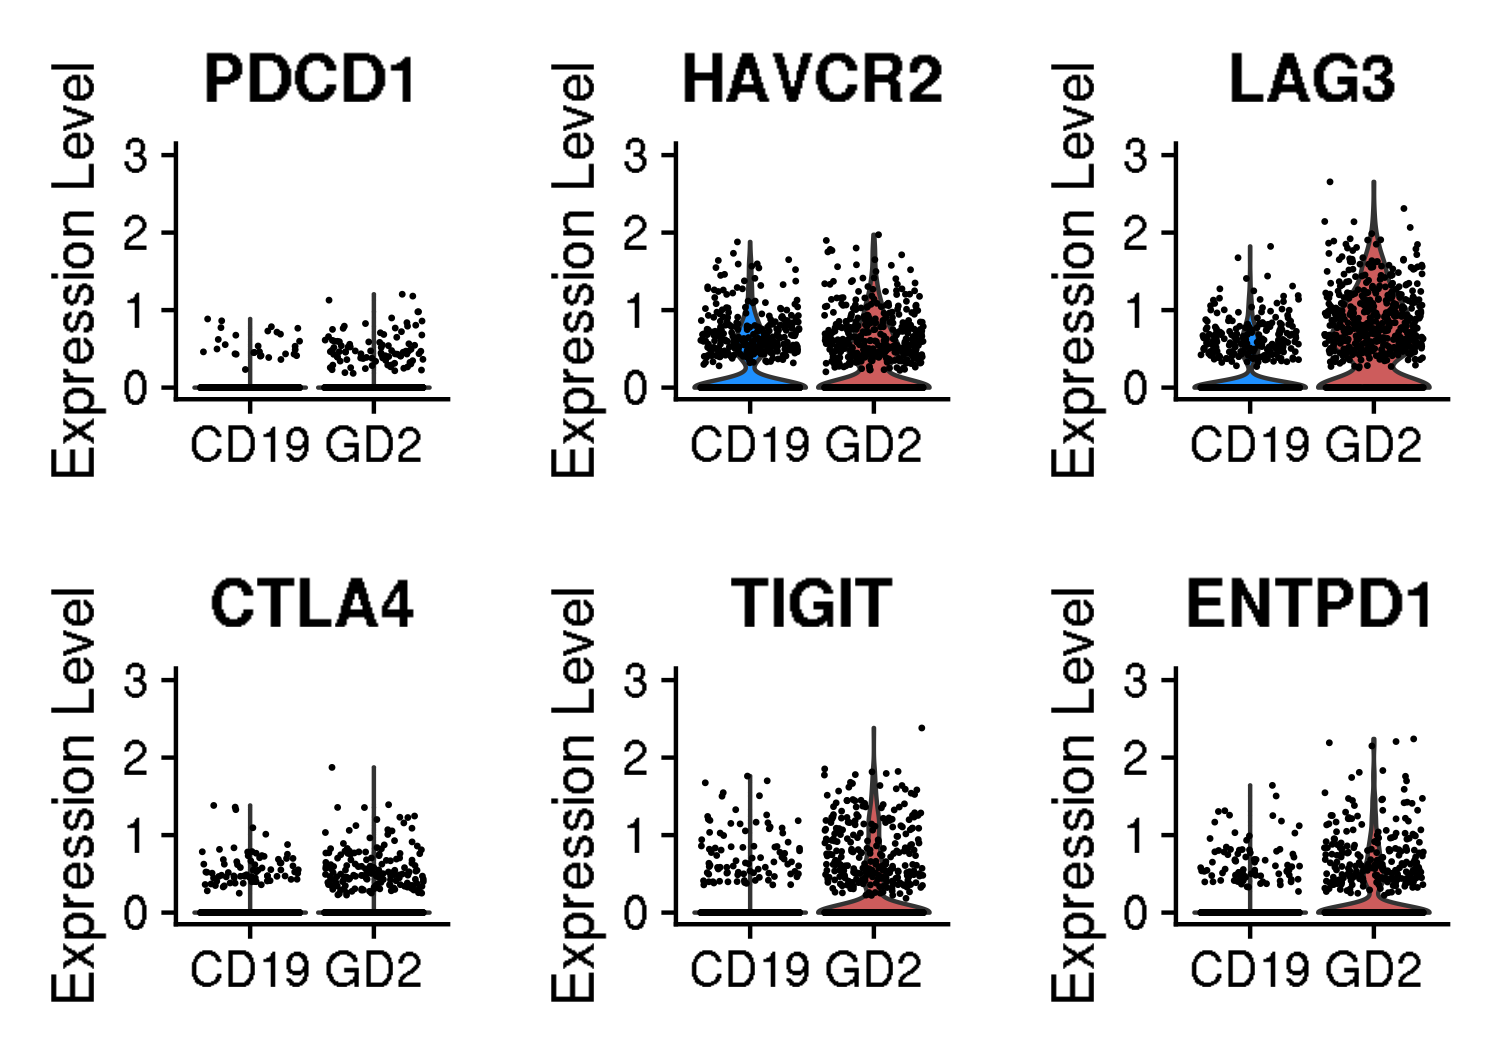 PDCD1
HAVCR2
LAG3
Expression Level
3
2
1
0
CD19 GD2
Expression Level
3
2
1
0
CD19 GD2
Expression Level
3
2
1
0
CD19 GD2
CTLA4
TIGIT
ENTPD1
Expression Level
3
2
1
0
CD19 GD2
Expression Level
3
2
1
0
CD19 GD2
Expression Level
3
2
1
0
CD19 GD2